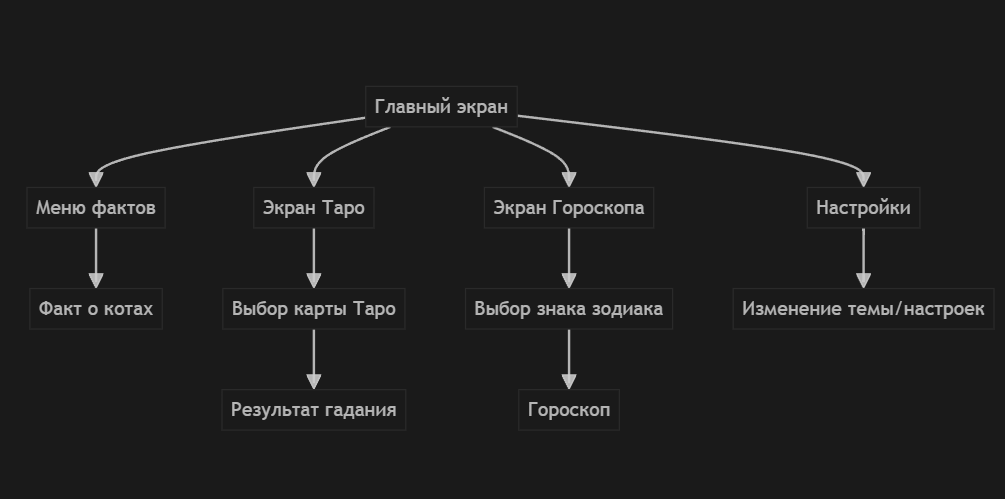 Главный экран
Меню фактов
Экран Таро
Экран Гороскопа
Настройки
Факт о котах
Выбор карты Таро
Выбор знака зодиака
Изменение темы/настроек
Результат гадания
Гороскоп